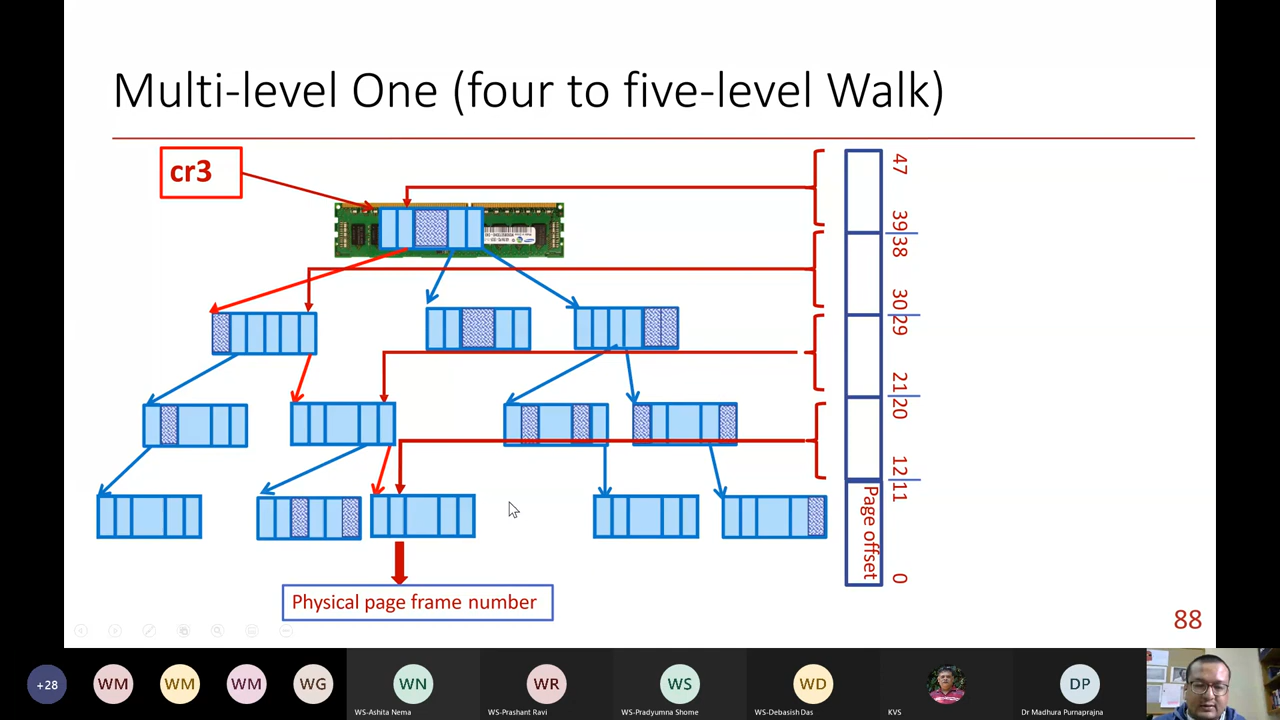 Multi-level One (four to five-level Walk)
cr3
47
39
38
30
29
21
20
12
11
Page offset
0
Physical page frame number
88
+28
WM
WM
WM
WG
WN
WR
WS
WD
DP
WS-Ashita Nema
WS-Prashant Ravi
WS-Pradyumna Shome
WS-Debasish Das
KVS
Dr Madhura Purnaprajna